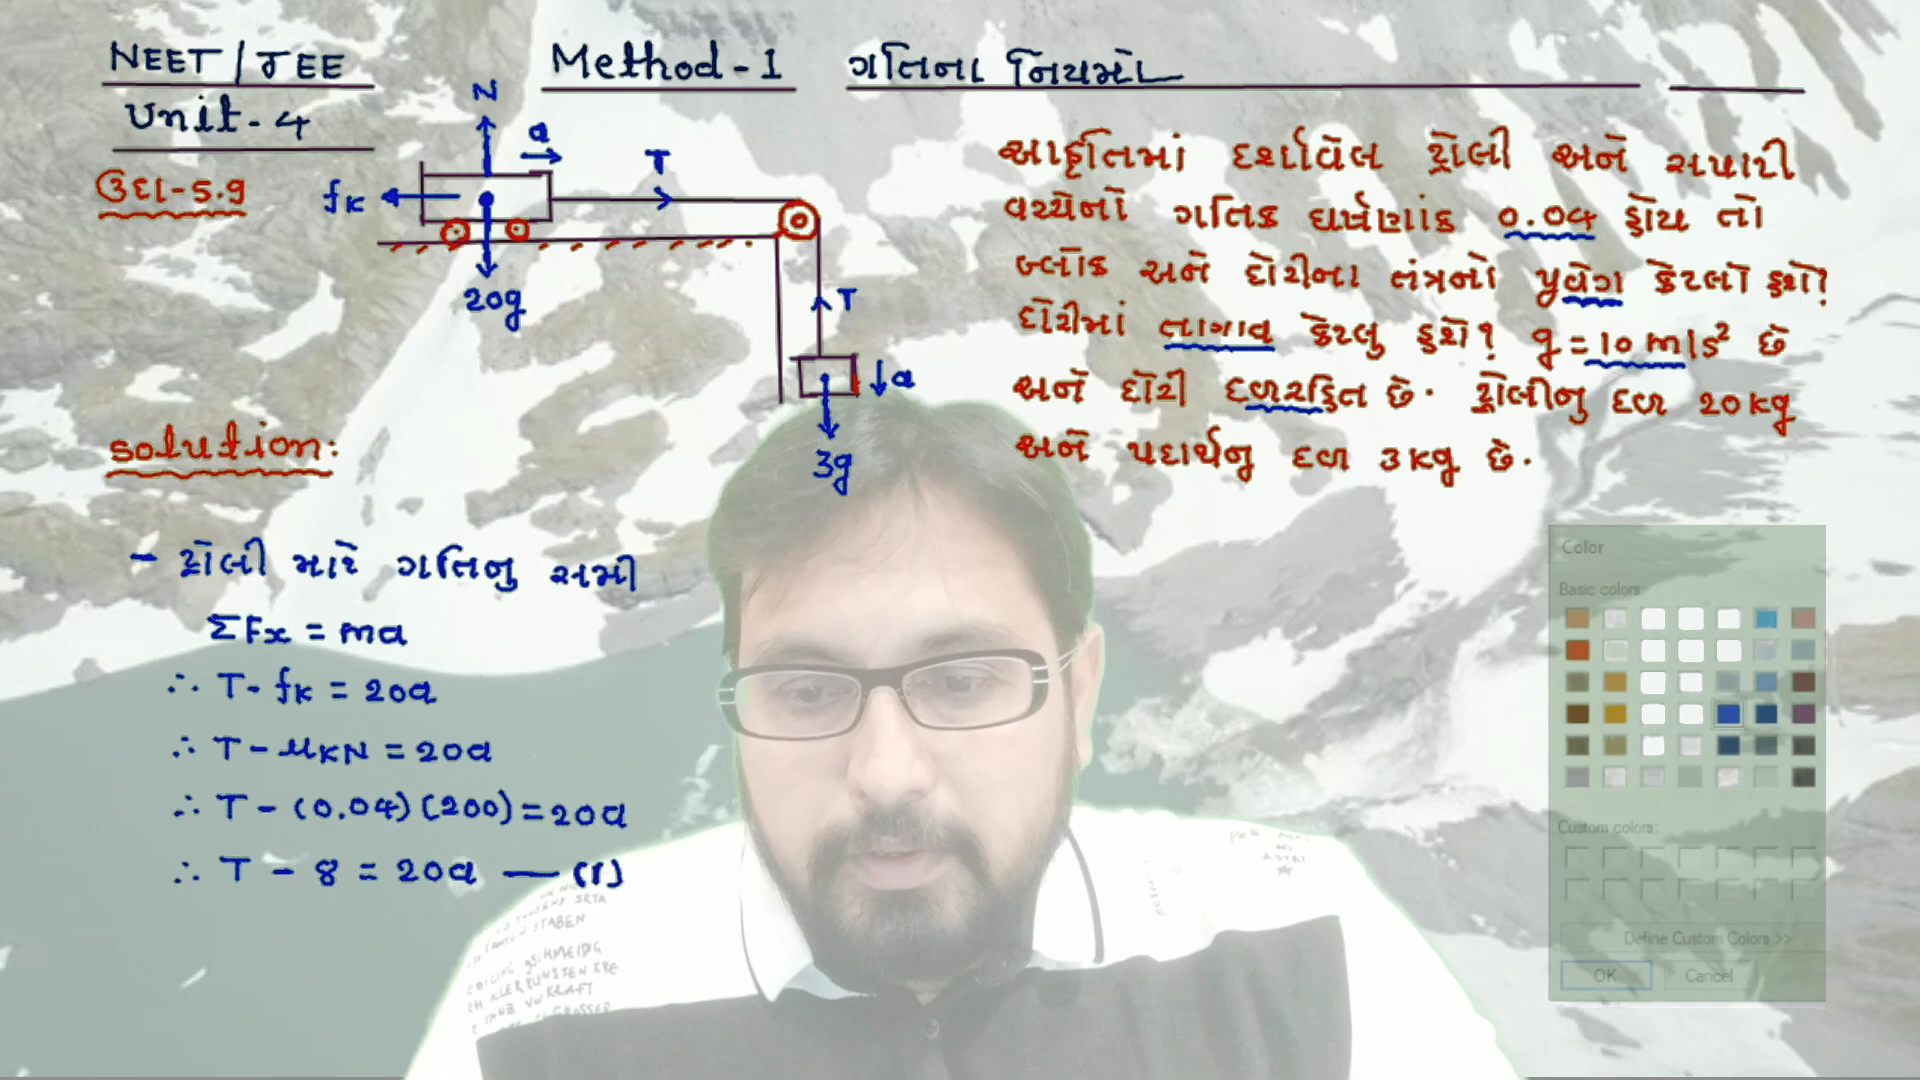 NEET/JEE
Method-1
ગતિના નિયમો
Unit-4
ઉદા-5.9
N
a
T
fK
20g
T
a
3g
આકૃતિમાં દર્શાવેલ ટ્રોલી અને સપાટી
વચ્ચેનો ગતિક ઘર્ષણાંક 0.04 હોય તો
બ્લોક અને દોરીના તંત્રનો પ્રવેગ કેટલો હશે?
દોરીમાં તાણાવ કેટલુ હશે? g=10 m/s² છે
અને દોરી દળરહિત છે. ટ્રોલીનુ દળ 20kg
અને પદાર્થનુ દળ 3kg છે.
solution:
- ટ્રોલી માટે ગતિનુ સમી
ΣFx = ma
∴ T- fK = 20a
∴ T-μKN = 20a
∴ T-(0.04)(200)=20a
∴ T - 8 = 20a — (1)
Color
Basic colors:
Custom colors:
Define Custom Colors >>
OK
Cancel